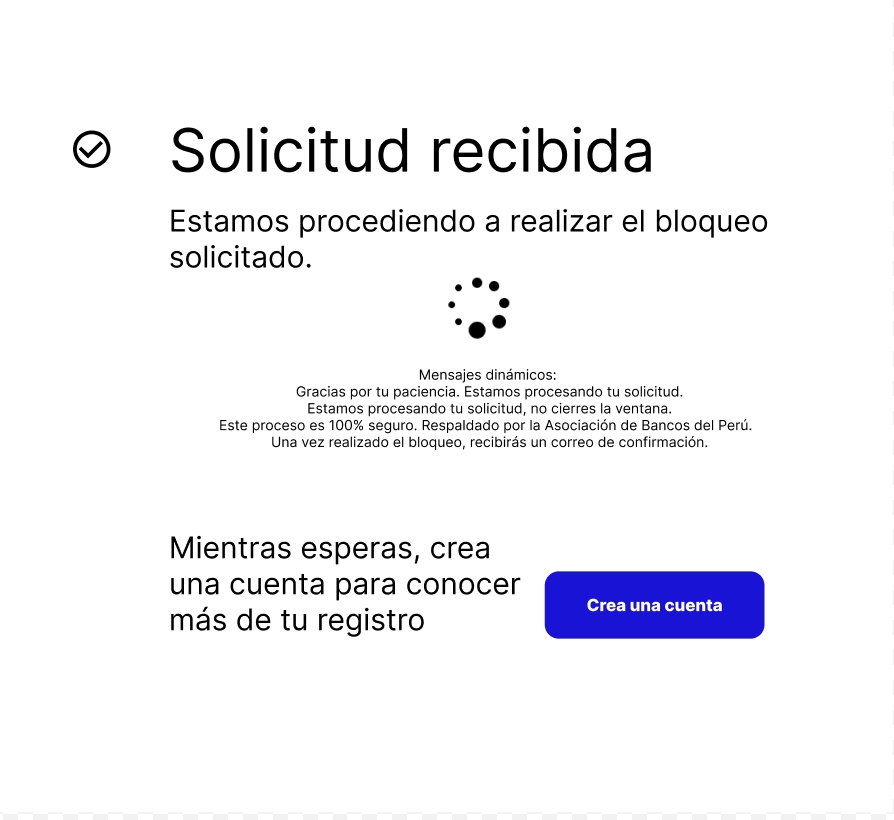 Solicitud recibida
Estamos procediendo a realizar el bloqueo
solicitado.
Mensajes dinámicos:
Gracias por tu paciencia. Estamos procesando tu solicitud.
Estamos procesando tu solicitud, no cierres la ventana.
Este proceso es 100% seguro. Respaldado por la Asociación de Bancos del Perú.
Una vez realizado el bloqueo, recibirás un correo de confirmación.
Mientras esperas, crea
una cuenta para conocer
más de tu registro
Crea una cuenta